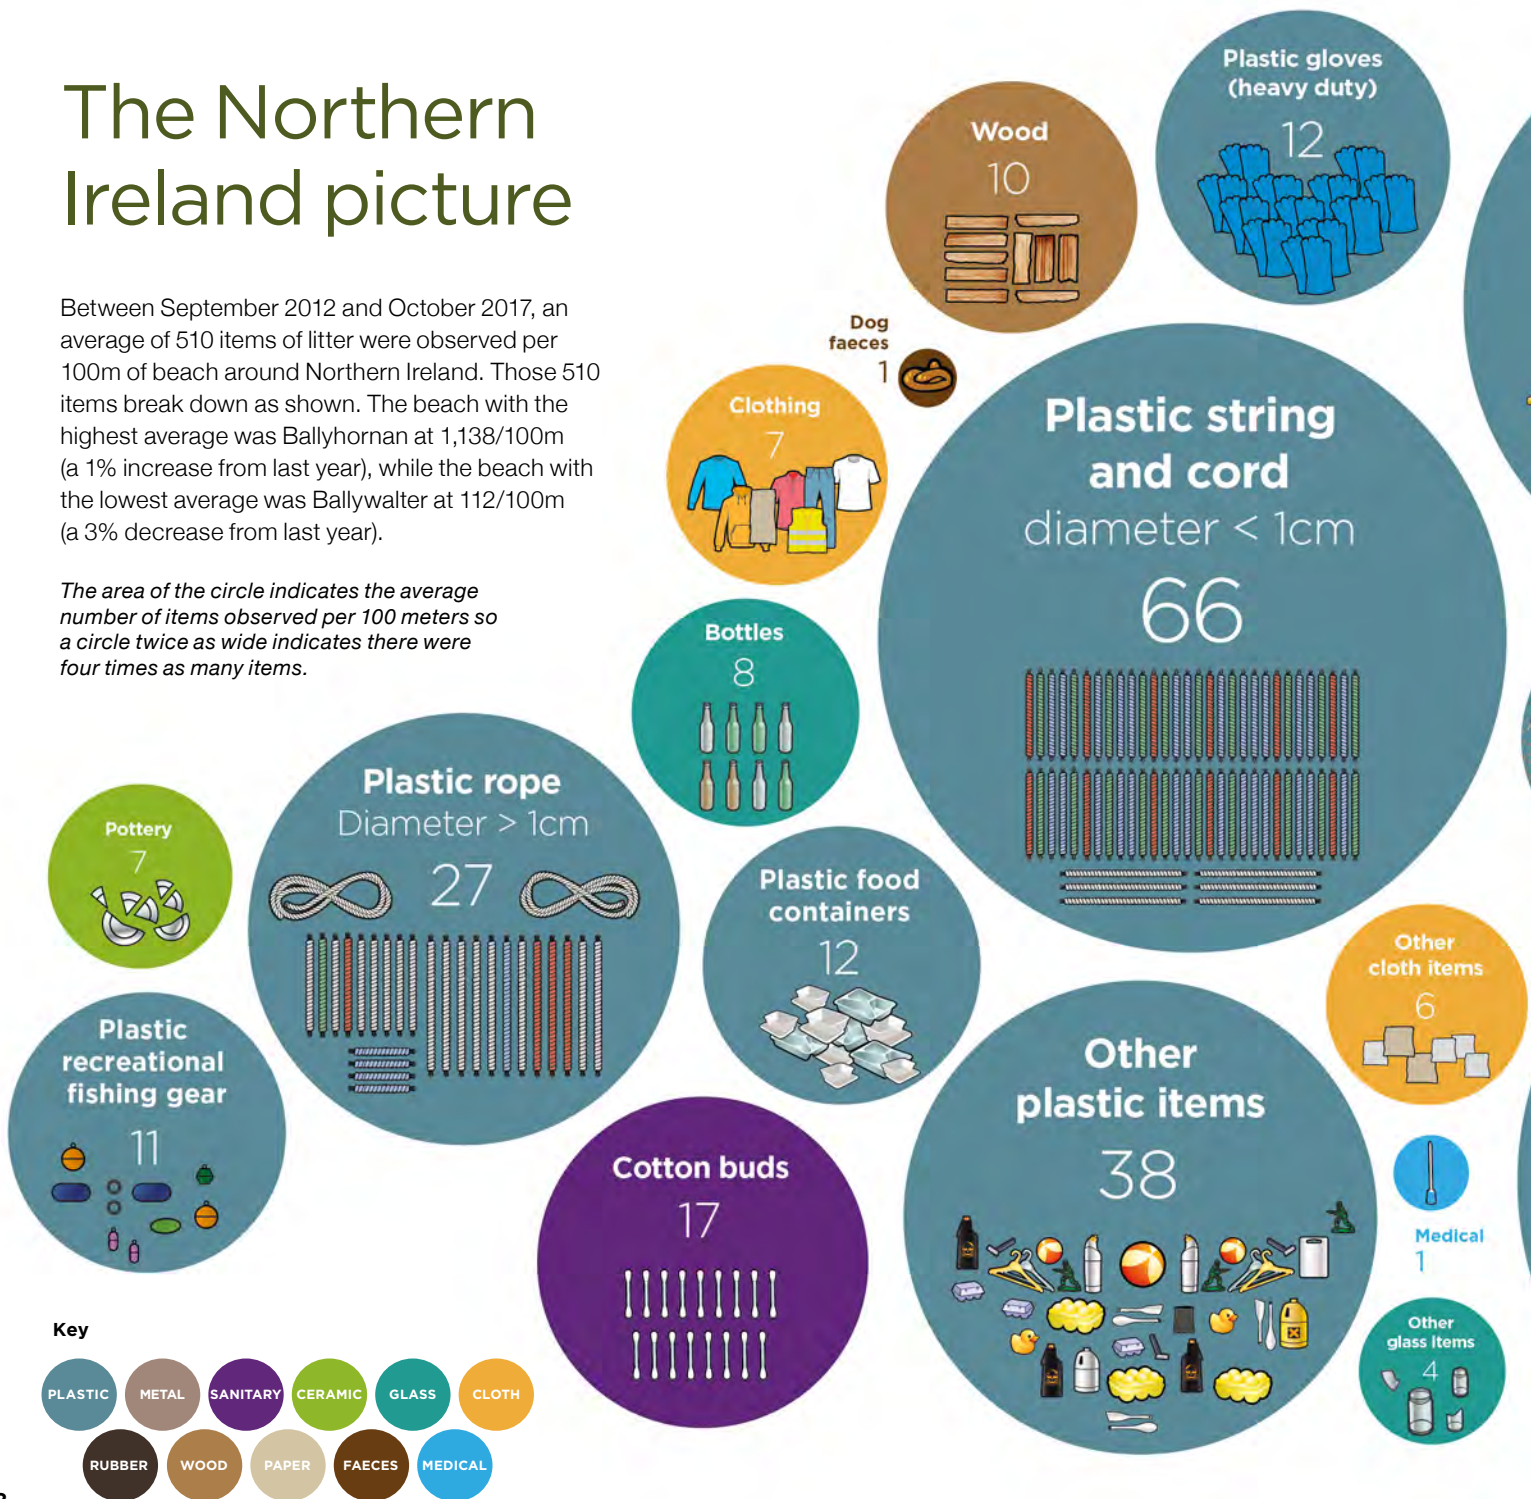 The Northern
Ireland picture
Between September 2012 and October 2017, an
average of 510 items of litter were observed per
100m of beach around Northern Ireland. Those 510
items break down as shown. The beach with the
highest average was Ballyhornan at 1,138/100m
(a 1% increase from last year), while the beach with
the lowest average was Ballywalter at 112/100m
(a 3% decrease from last year).
The area of the circle indicates the average
number of items observed per 100 meters so
a circle twice as wide indicates there were
four times as many items.
Plastic gloves
(heavy duty)
12
Wood
10
Dog
faeces
1
Clothing
7
Plastic string
and cord
diameter < 1cm
66
Bottles
8
Plastic rope
Diameter > 1cm
27
Pottery
7
Plastic food
containers
12
Other
cloth items
6
Plastic
recreational
fishing gear
11
Other
plastic items
38
Cotton buds
17
Medical
1
Other
glass items
4
Key
PLASTIC
METAL
SANITARY
CERAMIC
GLASS
CLOTH
RUBBER
WOOD
PAPER
FAECES
MEDICAL